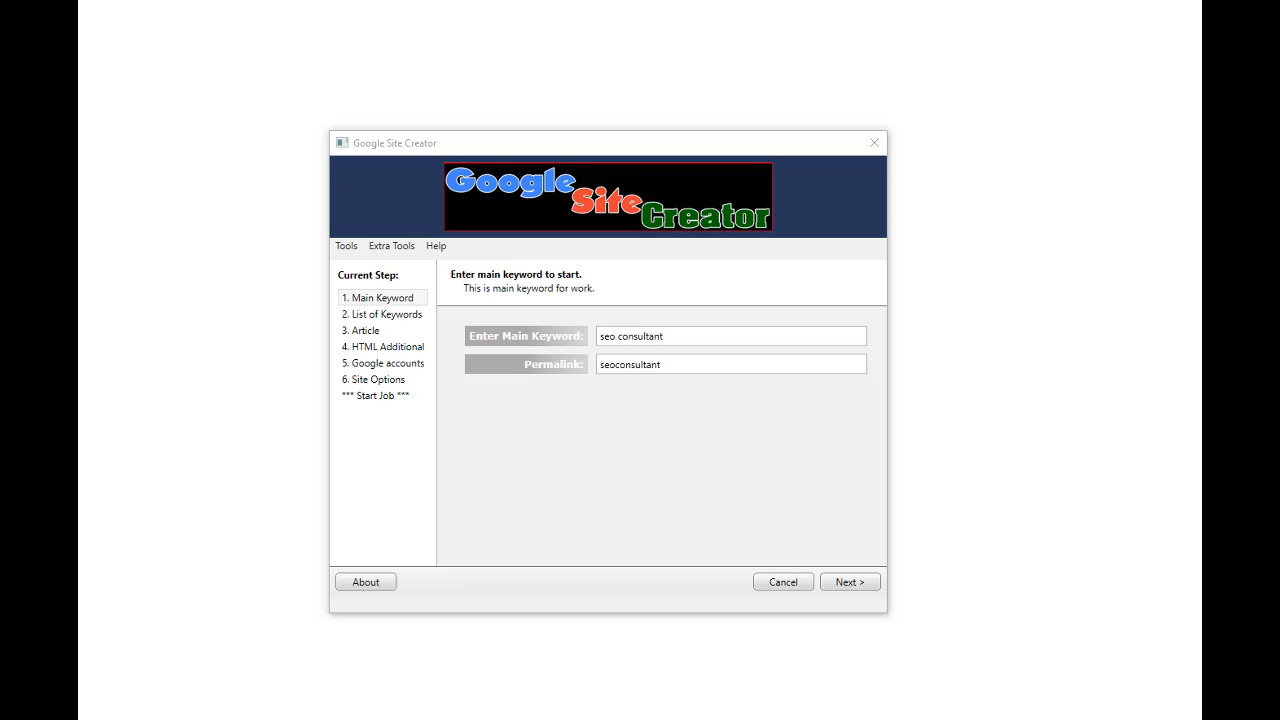 Google Site Creator
Google
Site
Creator
Tools Extra Tools Help
Current Step:
1. Main Keyword
2. List of Keywords
3. Article
4. HTML Additional
5. Google accounts
6. Site Options
*** Start Job ***
Enter main keyword to start.
This is main keyword for work.
Enter Main Keyword: seo consultant
Permalink: seoconsultant
About Cancel Next >